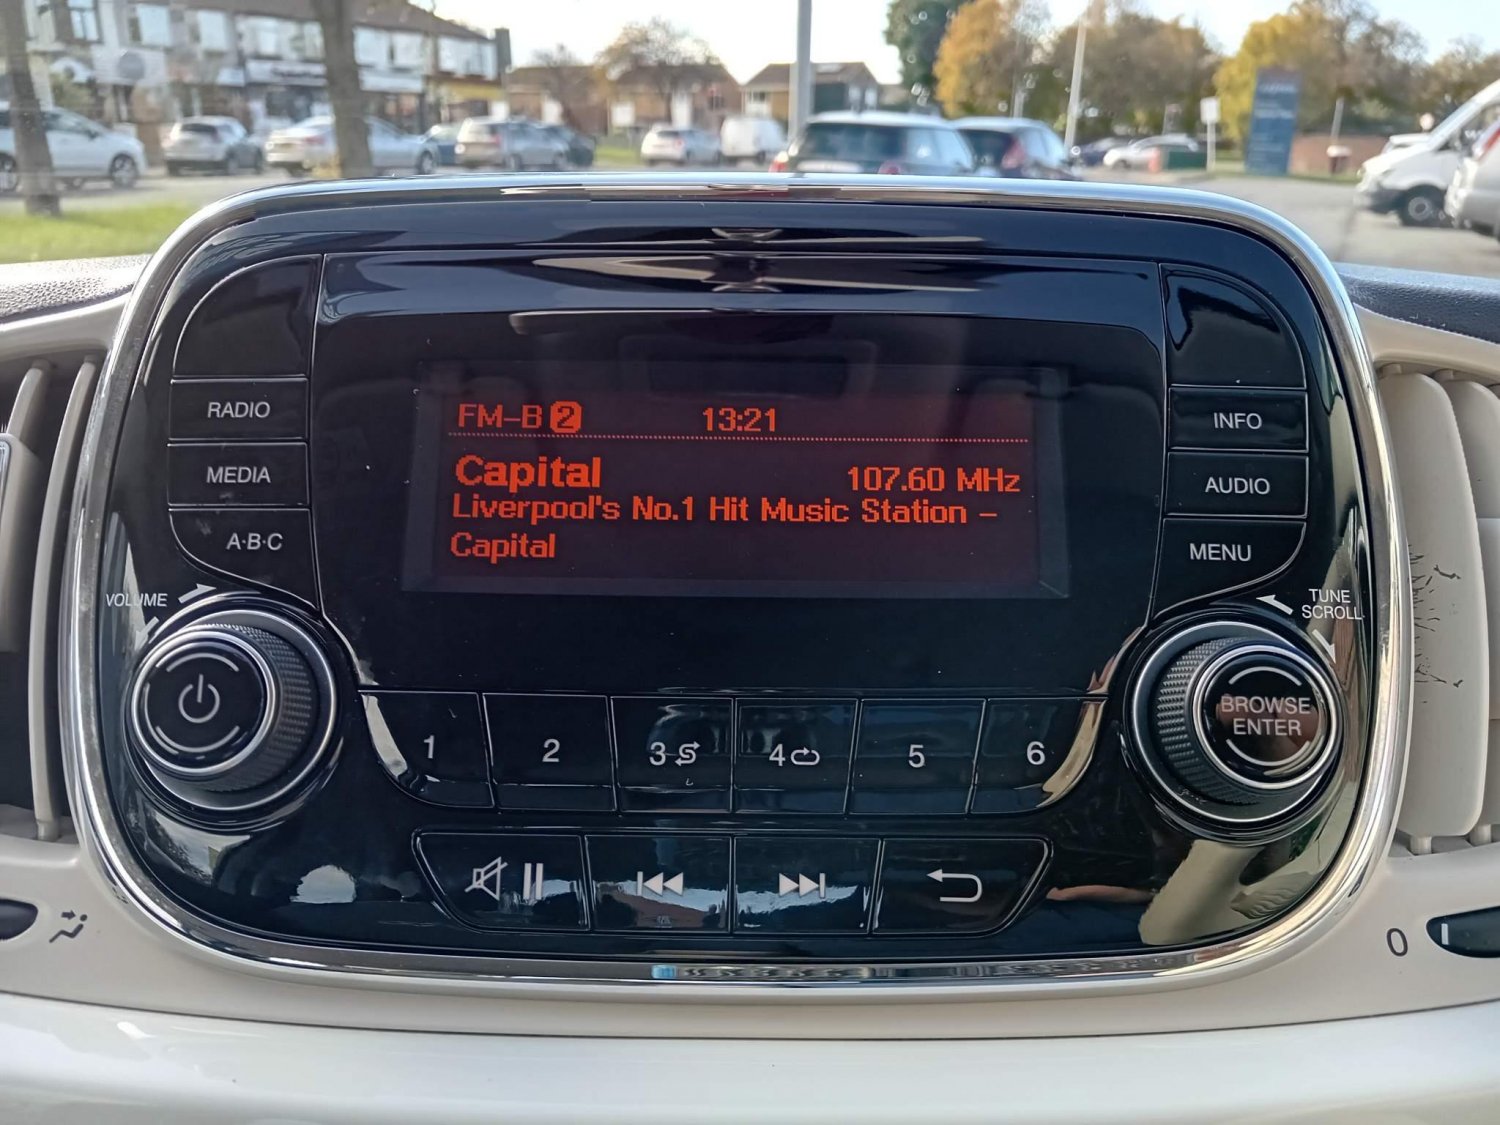 FM-B 2 13:21
Capital 107.60 MHz
Liverpool's No.1 Hit Music Station -
Capital
RADIO
MEDIA
A·B·C
INFO
AUDIO
MENU
VOLUME
TUNE
SCROLL
BROWSE
ENTER
1 2 3 4 5 6
0